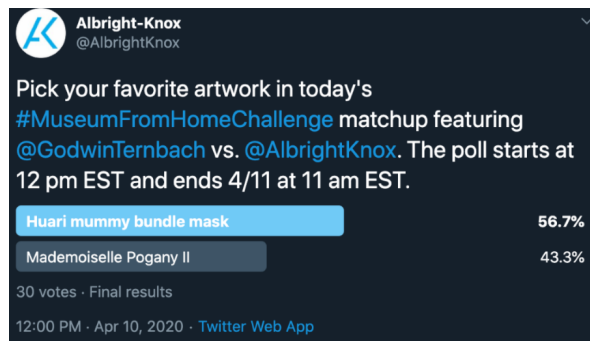 Albright-Knox
@AlbrightKnox
Pick your favorite artwork in today's
#MuseumFromHomeChallenge matchup featuring
@GodwinTernbach vs. @AlbrightKnox. The poll starts at
12 pm EST and ends 4/11 at 11 am EST.
Huari mummy bundle mask 56.7%
Mademoiselle Pogany II 43.3%
30 votes · Final results
12:00 PM · Apr 10, 2020 · Twitter Web App